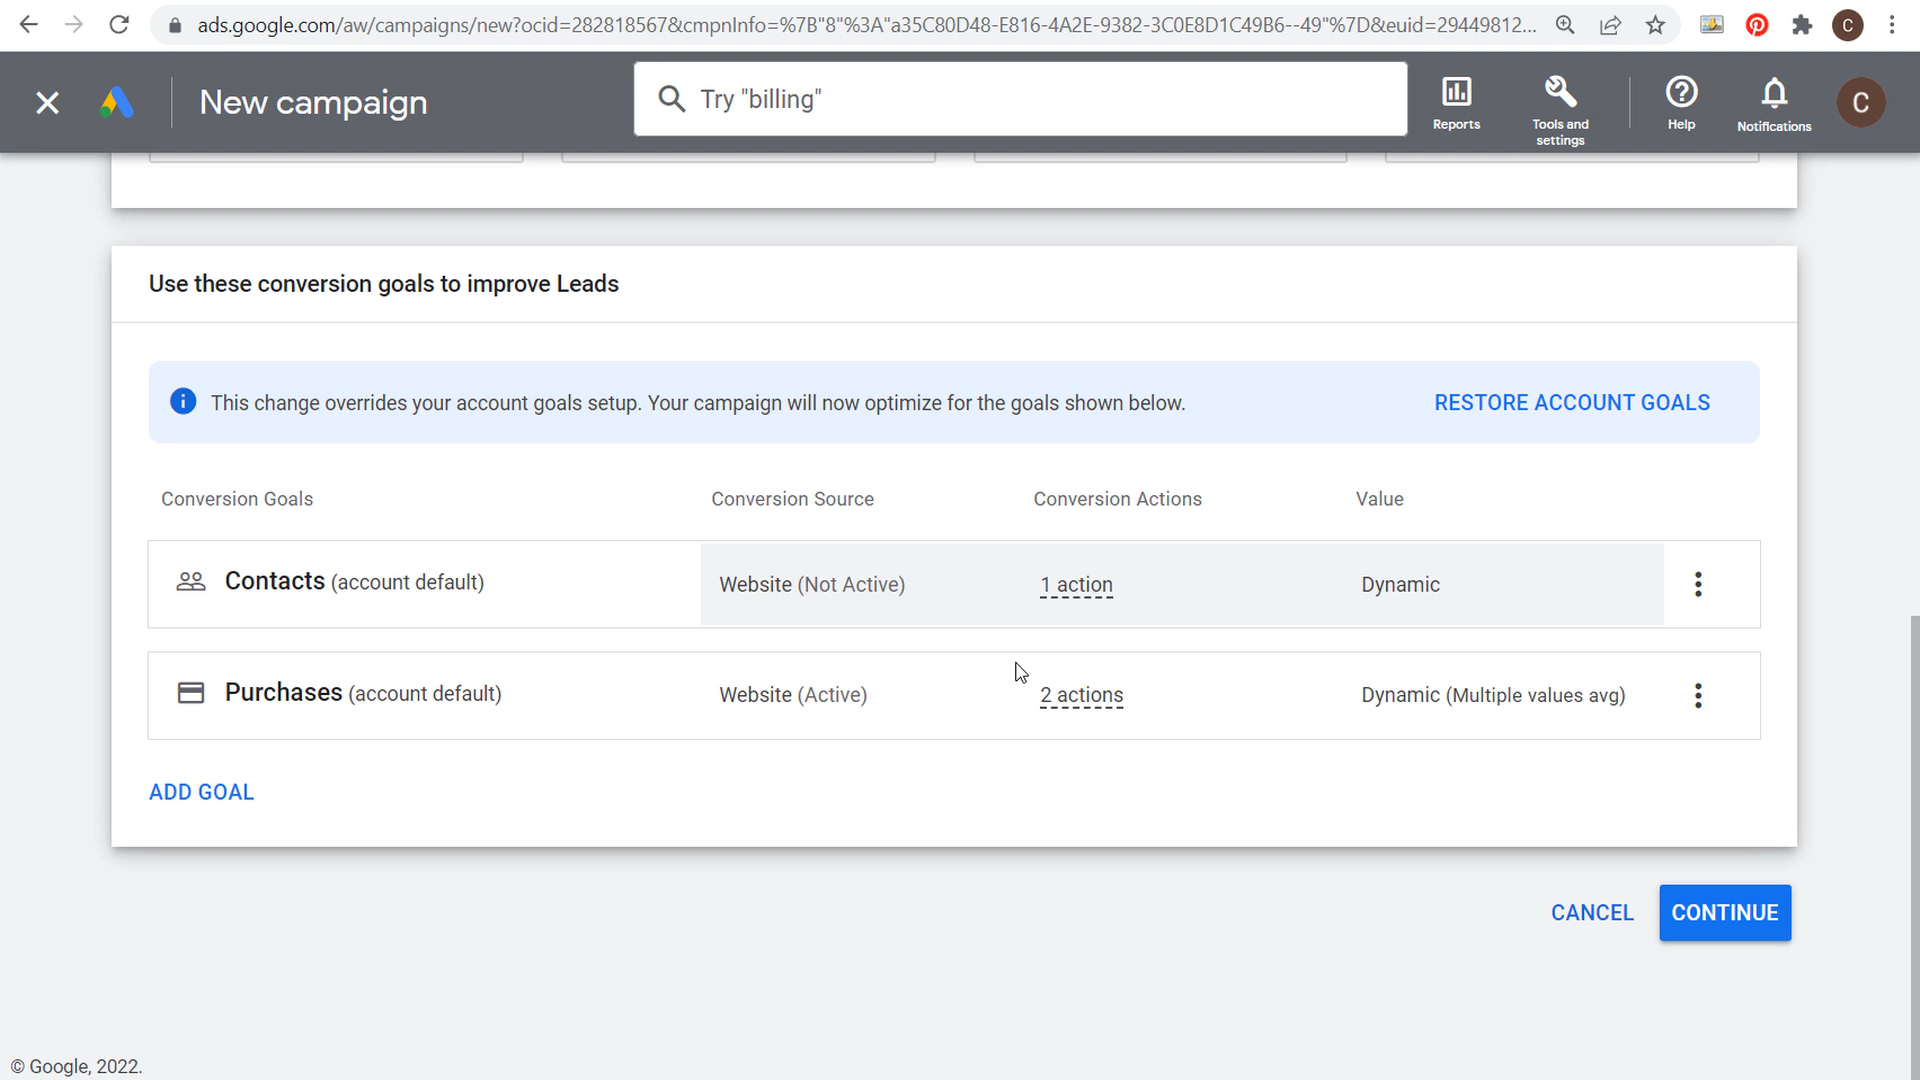 ads.google.com/aw/campaigns/new?ocid=282818567&cmpnInfo=%7B"8"%3A"a35C80D48-E816-4A2E-9382-3C0E8D1C49B6--49"%7D&euid=29449812...
C
New campaign
Try "billing"
Reports
Tools and
settings
Help
Notifications
C
Use these conversion goals to improve Leads
This change overrides your account goals setup. Your campaign will now optimize for the goals shown below.
RESTORE ACCOUNT GOALS
Conversion Goals Conversion Source Conversion Actions Value
Contacts (account default) Website (Not Active) 1 action Dynamic
Purchases (account default) Website (Active) 2 actions Dynamic (Multiple values avg)
ADD GOAL
CANCEL CONTINUE
© Google, 2022.